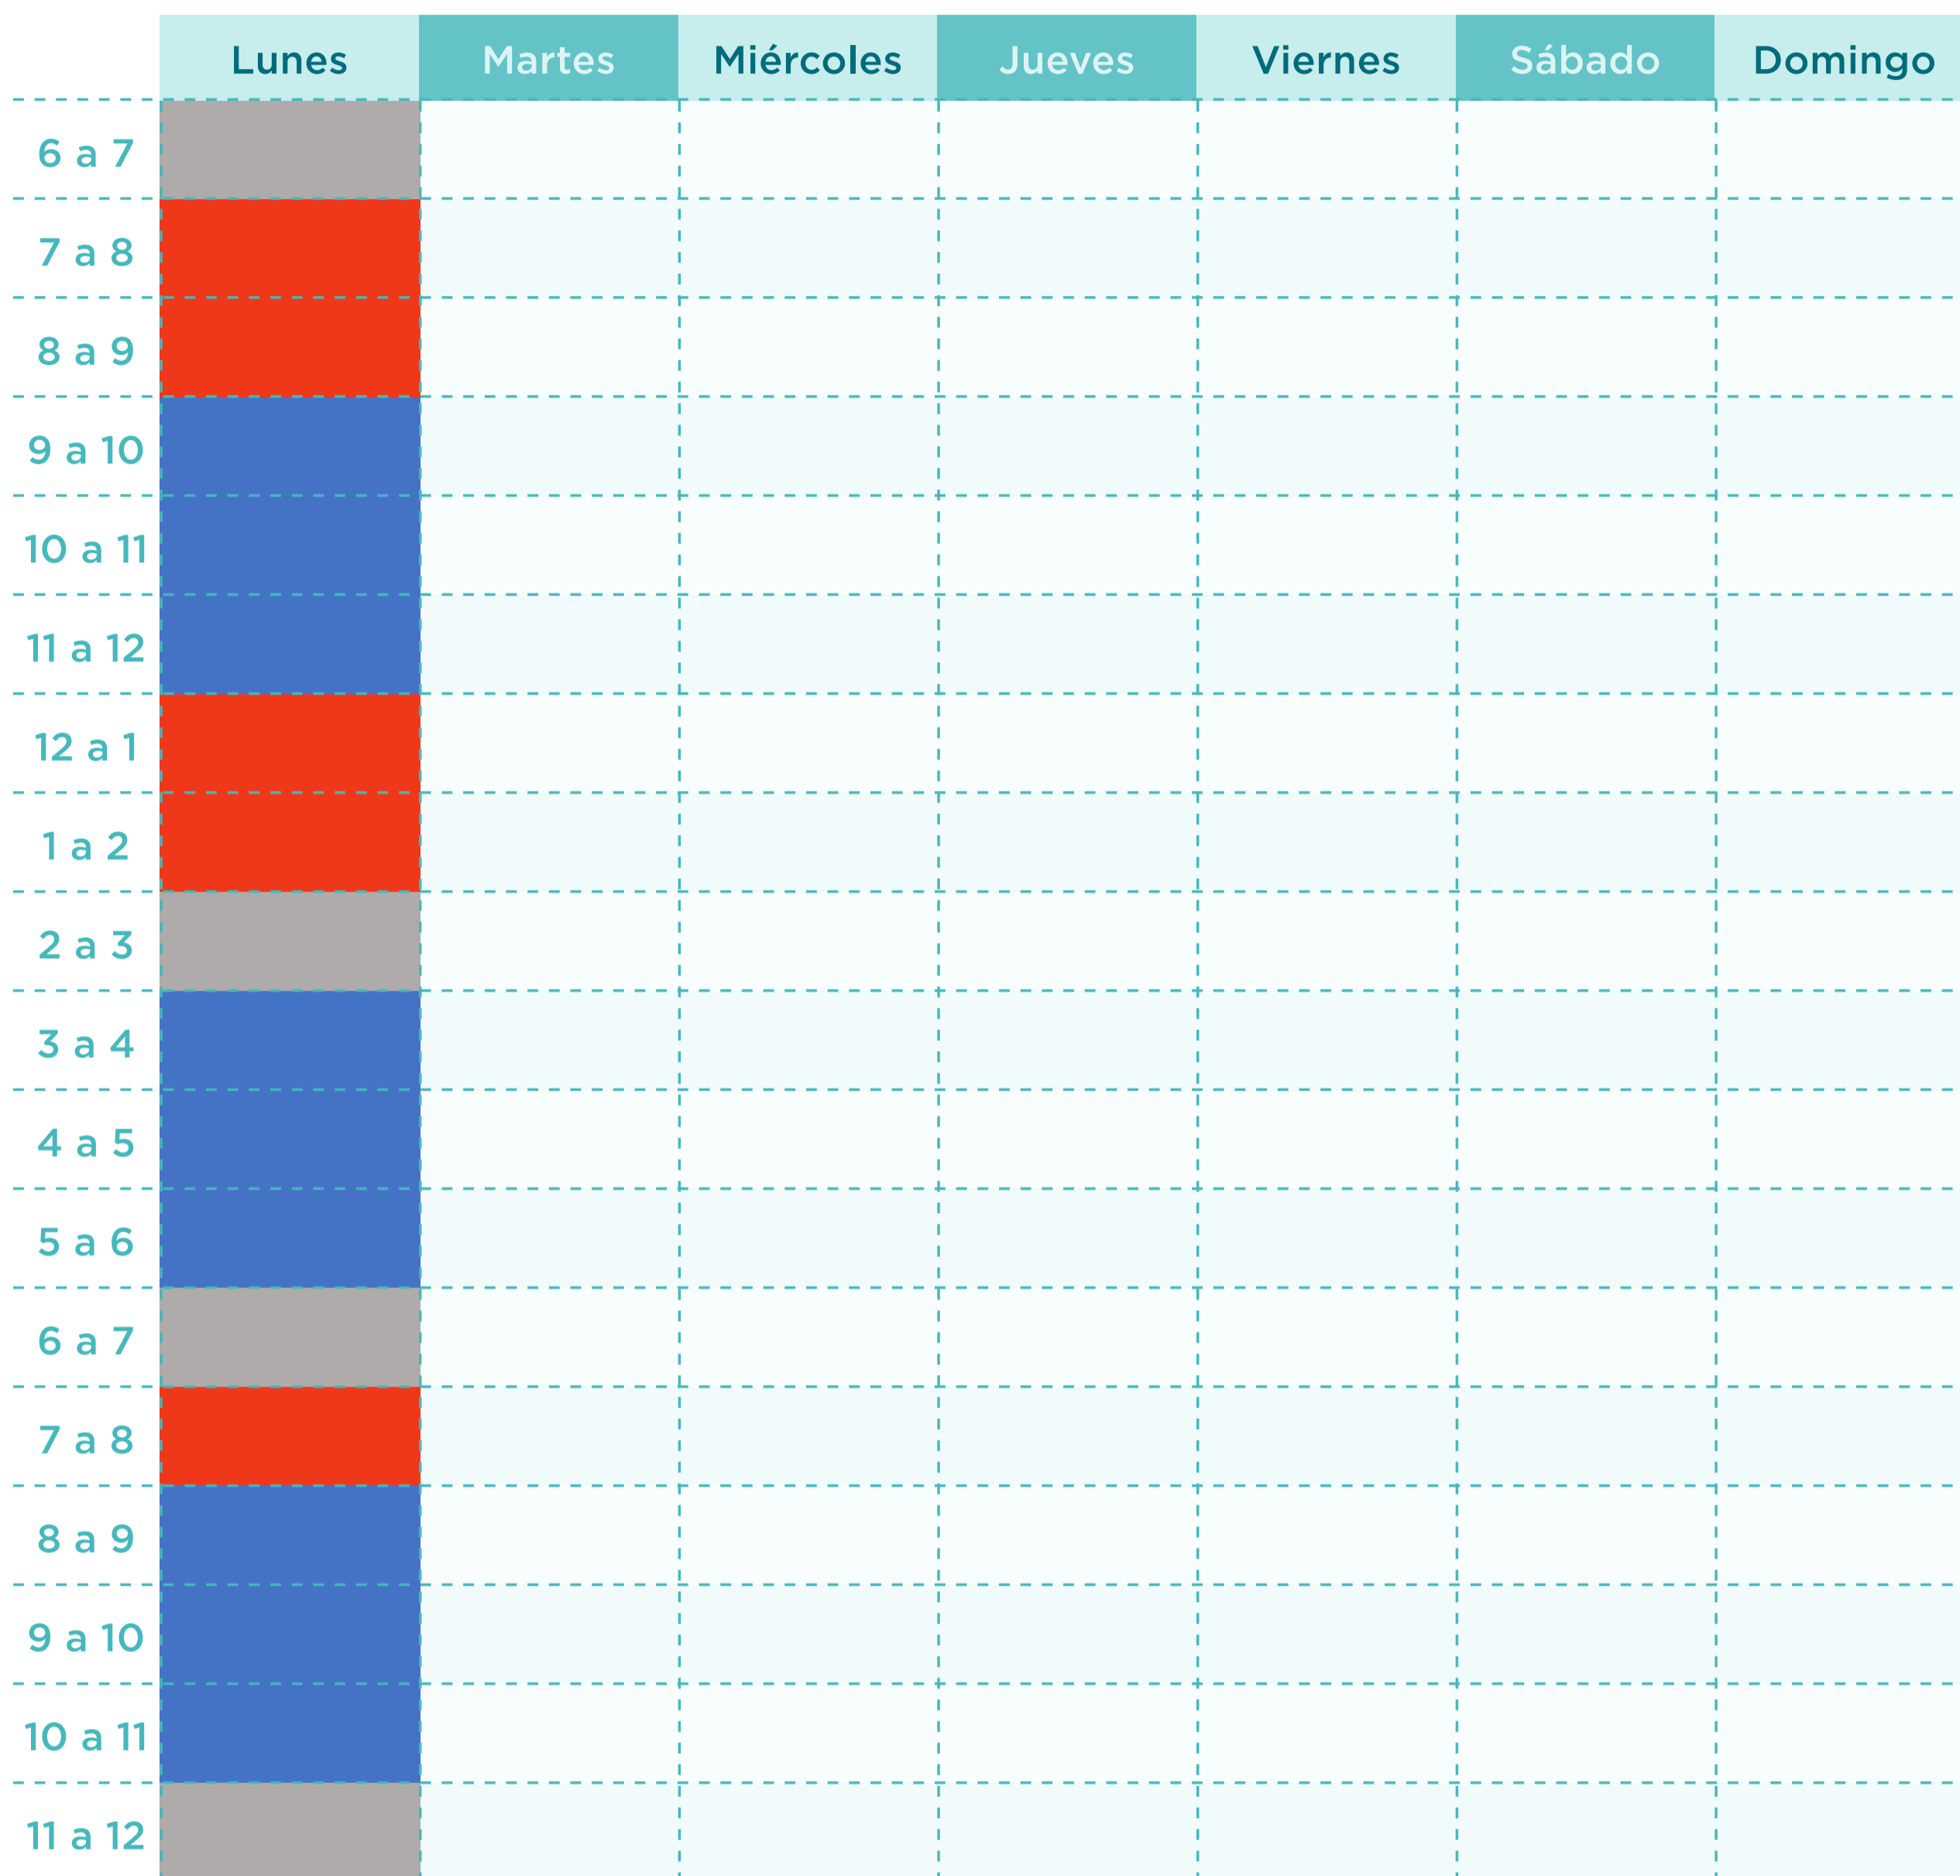 Lunes Martes Miércoles Jueves Viernes Sábado Domingo
6 a 7
7 a 8
8 a 9
9 a 10
10 a 11
11 a 12
12 a 1
1 a 2
2 a 3
3 a 4
4 a 5
5 a 6
6 a 7
7 a 8
8 a 9
9 a 10
10 a 11
11 a 12